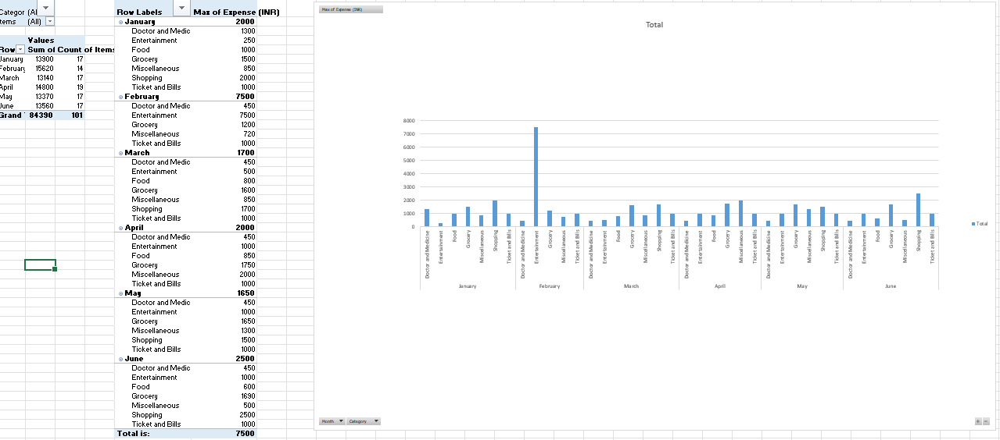 Categor (Al
tems (All)
Values
Row Sum of Count of Items
January 13900 17
February 15620 14
March 13140 17
April 14800 19
May 13370 17
June 13560 17
Grand 84390 101
Row Label Max of Expense (INR)
January 2000
Doctor and Medic 1300
Entertainment 250
Food 1000
Grocery 1500
Miscellaneous 850
Shopping 2000
Ticket and Bills 1000
February 7500
Doctor and Medic 450
Entertainment 7500
Grocery 1200
Miscellaneous 720
Ticket and Bills 1000
March 1700
Doctor and Medic 450
Entertainment 500
Food 800
Grocery 1600
Miscellaneous 850
Shopping 1700
Ticket and Bills 1000
April 2000
Doctor and Medic 450
Entertainment 1000
Food 850
Grocery 1750
Miscellaneous 2000
Ticket and Bills 1000
May 1650
Doctor and Medic 450
Entertainment 1000
Grocery 1650
Miscellaneous 1300
Shopping 1500
Ticket and Bills 1000
June 2500
Doctor and Medic 450
Entertainment 1000
Food 600
Grocery 1690
Miscellaneous 500
Shopping 2500
Ticket and Bills 1000
Total is: 7500
Max of Expense (INR)
Total
8000
7000
6000
5000
4000
3000
2000
1000
0
Doctor and Medicine
Entertainment
Food
Grocery
Miscellaneous
Shopping
Ticket and Bills
Doctor and Medicine
Entertainment
Grocery
Miscellaneous
Ticket and Bills
Doctor and Medicine
Entertainment
Food
Grocery
Miscellaneous
Shopping
Ticket and Bills
Doctor and Medicine
Entertainment
Food
Grocery
Miscellaneous
Ticket and Bills
Doctor and Medicine
Entertainment
Grocery
Miscellaneous
Shopping
Ticket and Bills
Doctor and Medicine
Entertainment
Food
Grocery
Miscellaneous
Shopping
Ticket and Bills
January February March April May June
Total
Month Category